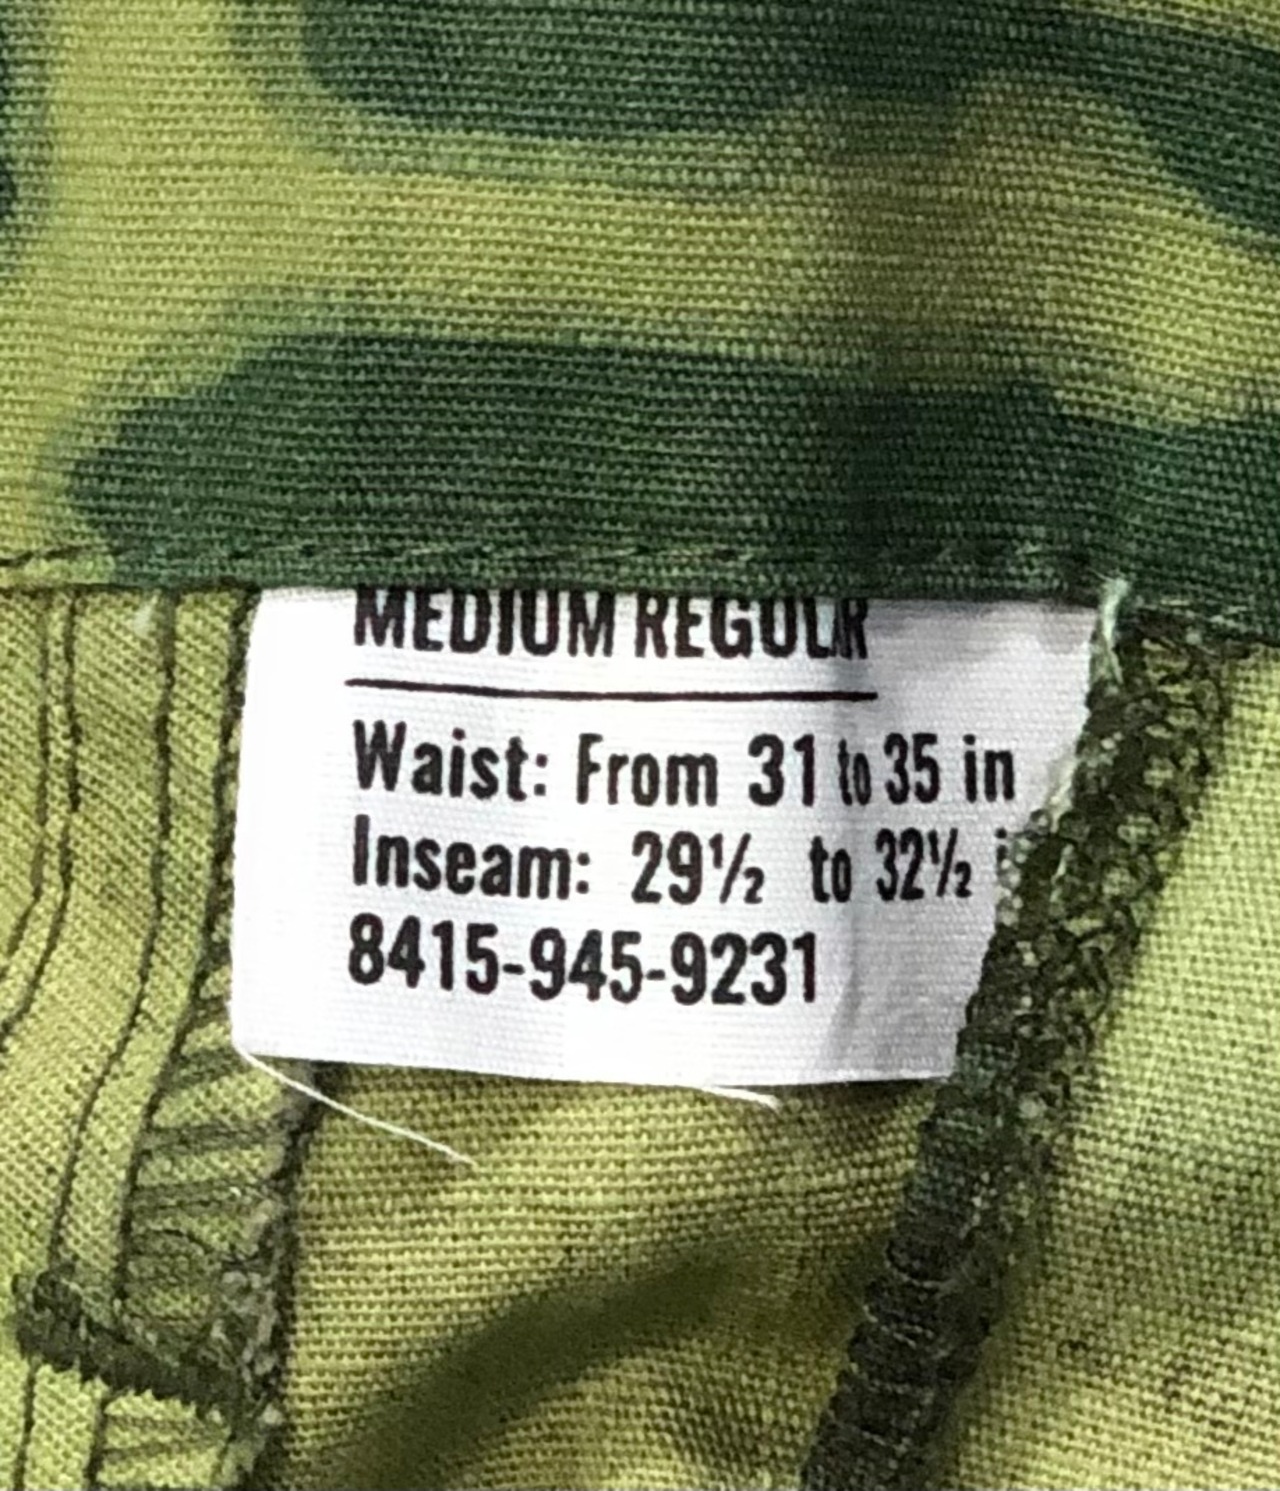 MEDIUM REGULR
Waist: From 31 to 35 in
Inseam: 29½ to 32½ i
8415-945-9231